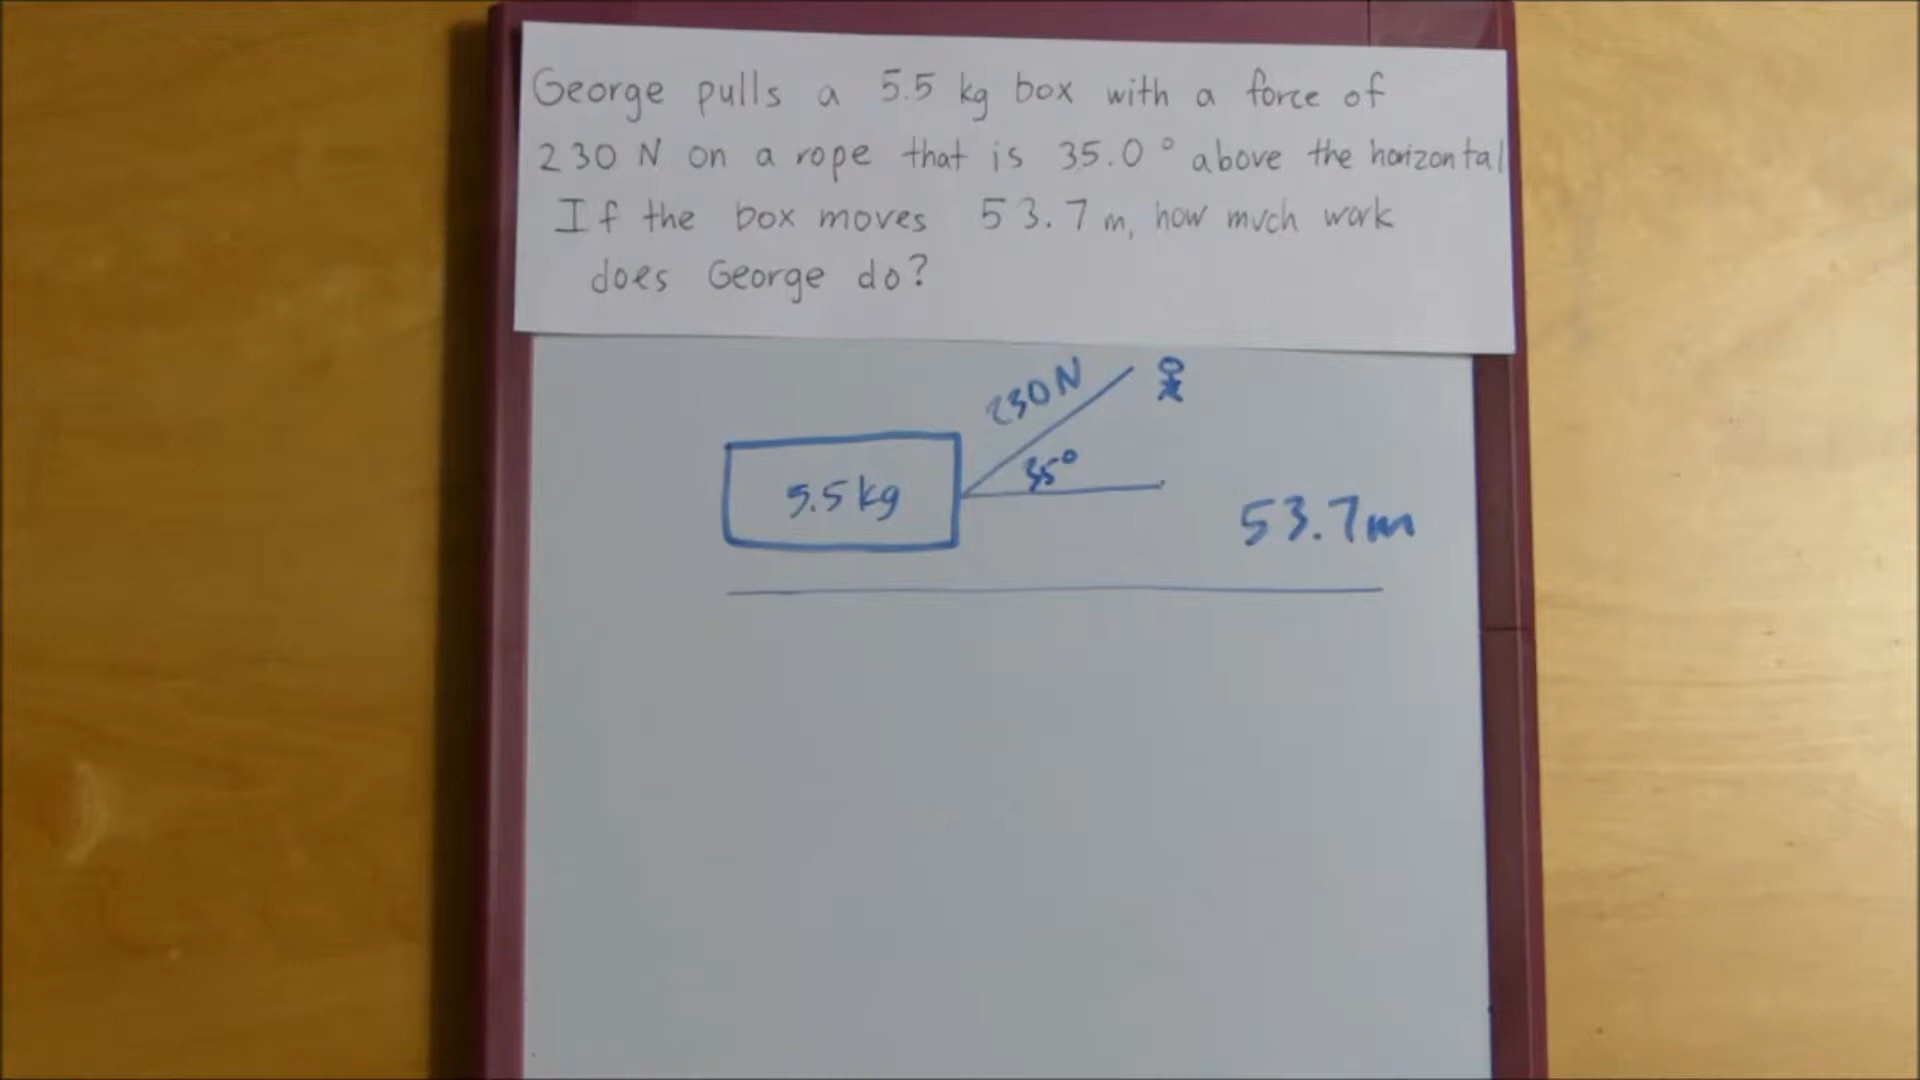 George pulls a 5.5 kg box with a force of
230 N on a rope that is 35.0° above the horizontal
If the box moves 53.7 m, how much work
does George do?
230N
35°
5.5kg
53.7m